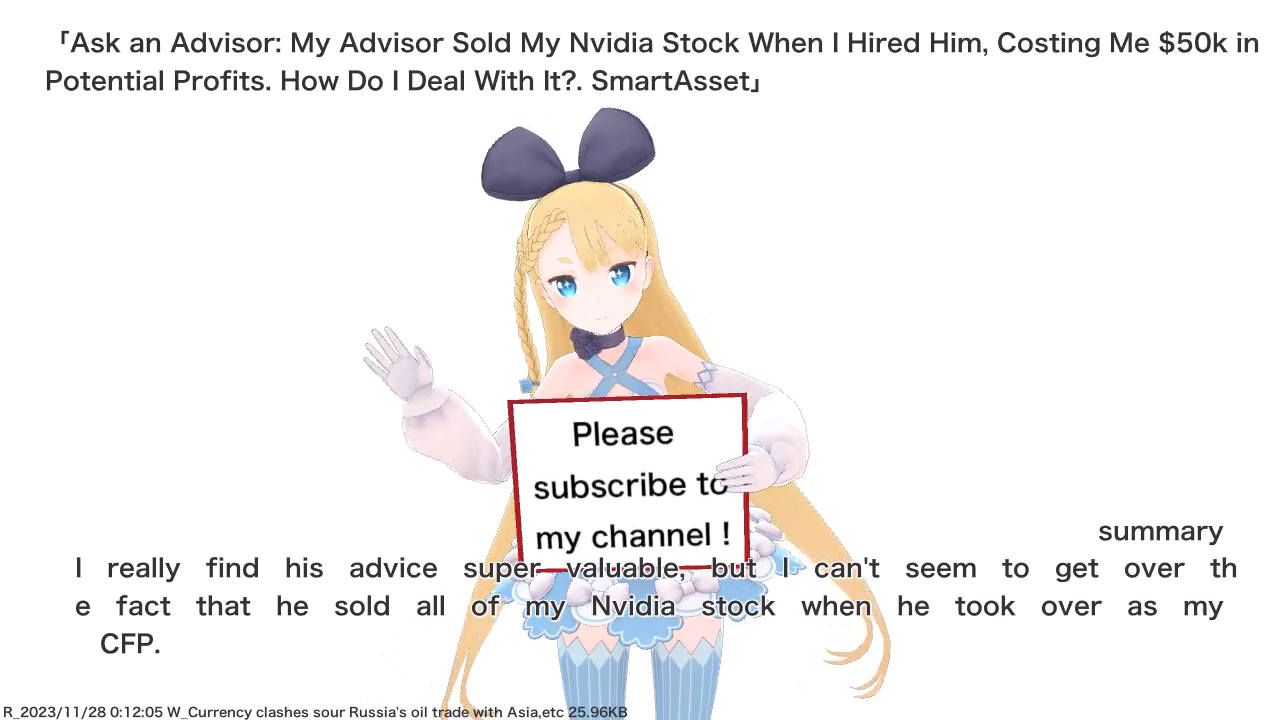 「Ask an Advisor: My Advisor Sold My Nvidia Stock When I Hired Him, Costing Me $50k in
Potential Profits. How Do I Deal With It?. SmartAsset」
Please
subscribe to
my channel !
summary
I really find his advice super valuable, but I can't seem to get over th
e fact that he sold all of my Nvidia stock when he took over as my
CFP.
R_2023/11/28 0:12:05 W_Currency clashes sour Russia's oil trade with Asia,etc 25.96KB